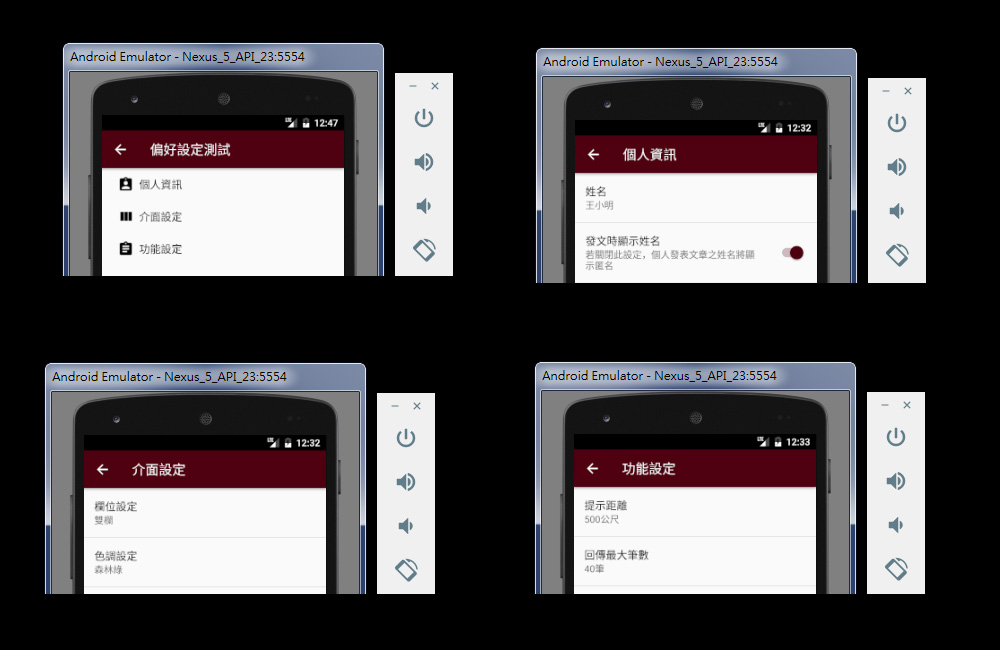 Android Emulator - Nexus_5_API_23:5554
12:47
偏好設定測試
個人資訊
介面設定
功能設定
Android Emulator - Nexus_5_API_23:5554
12:32
個人資訊
姓名
王小明
發文時顯示姓名
若關閉此設定，個人發表文章之姓名將顯
示匿名
Android Emulator - Nexus_5_API_23:5554
12:32
介面設定
欄位設定
雙欄
色調設定
森林綠
Android Emulator - Nexus_5_API_23:5554
12:33
功能設定
提示距離
500公尺
回傳最大筆數
40筆